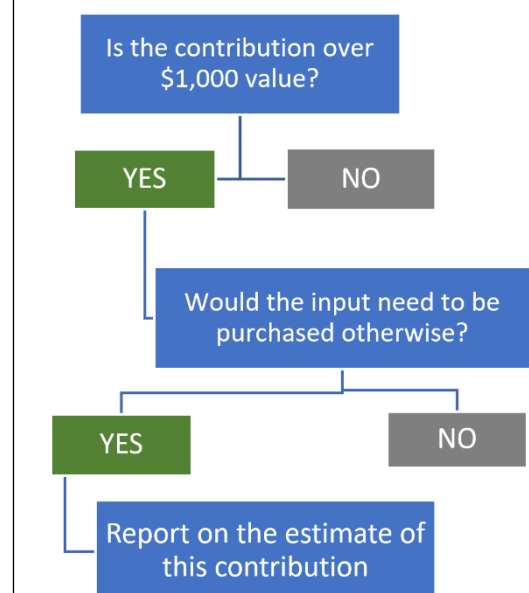 Is the contribution over
$1,000 value?
YES
NO
Would the input need to be
purchased otherwise?
YES
NO
Report on the estimate of
this contribution